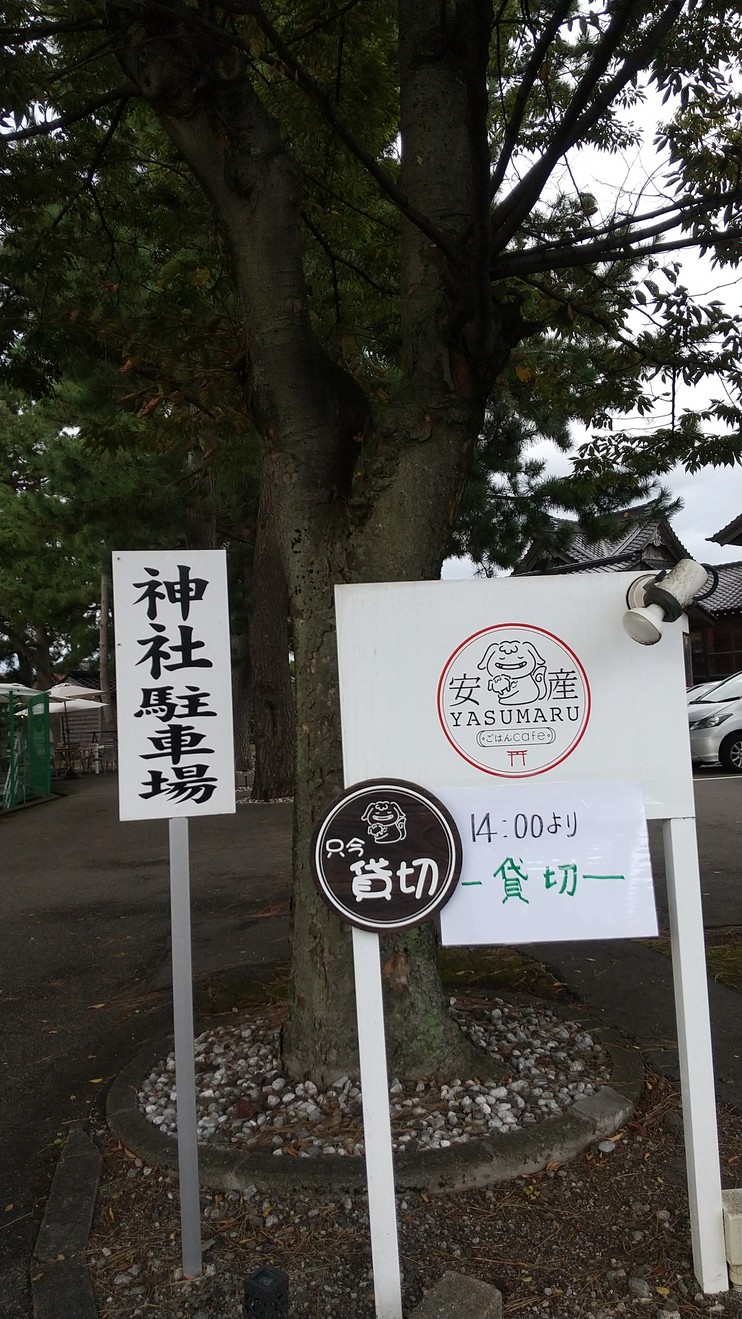 神社駐車場
安産
YASUMARU
ごはんcafe
只今
貸切
14:00より
ー貸切ー